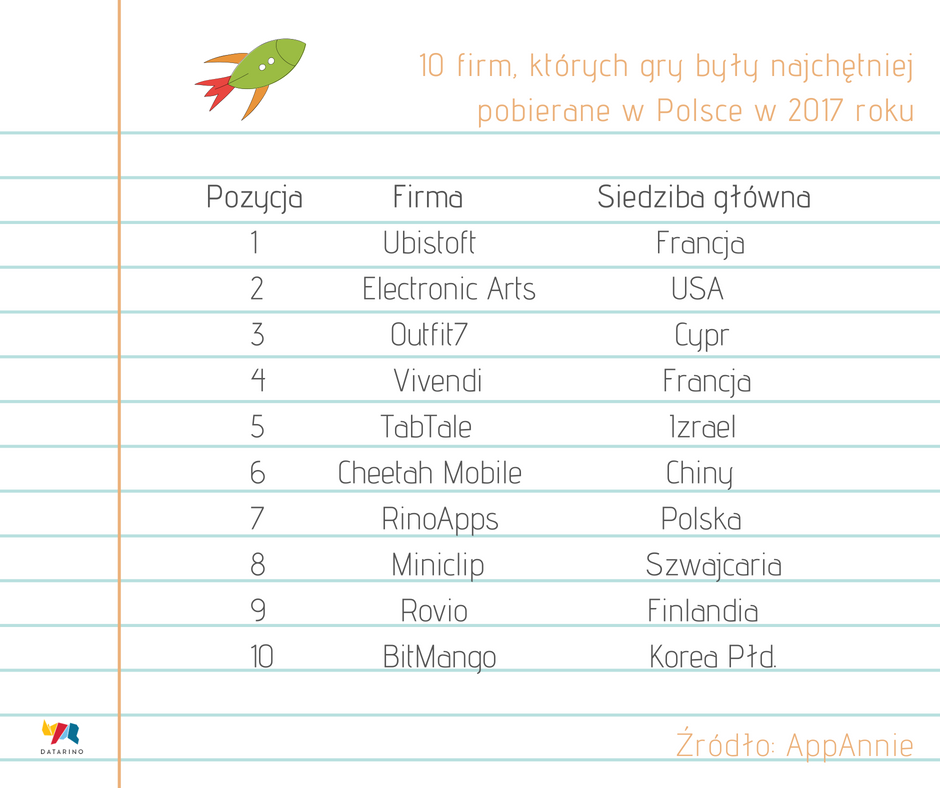 10 firm, których gry były najchętniej
pobierane w Polsce w 2017 roku
Pozycja Firma Siedziba główna
1 Ubistoft Francja
2 Electronic Arts USA
3 Outfit7 Cypr
4 Vivendi Francja
5 TabTale Izrael
6 Cheetah Mobile Chiny
7 RinoApps Polska
8 Miniclip Szwajcaria
9 Rovio Finlandia
10 BitMango Korea Płd.
DATARINO
Źródło: AppAnnie